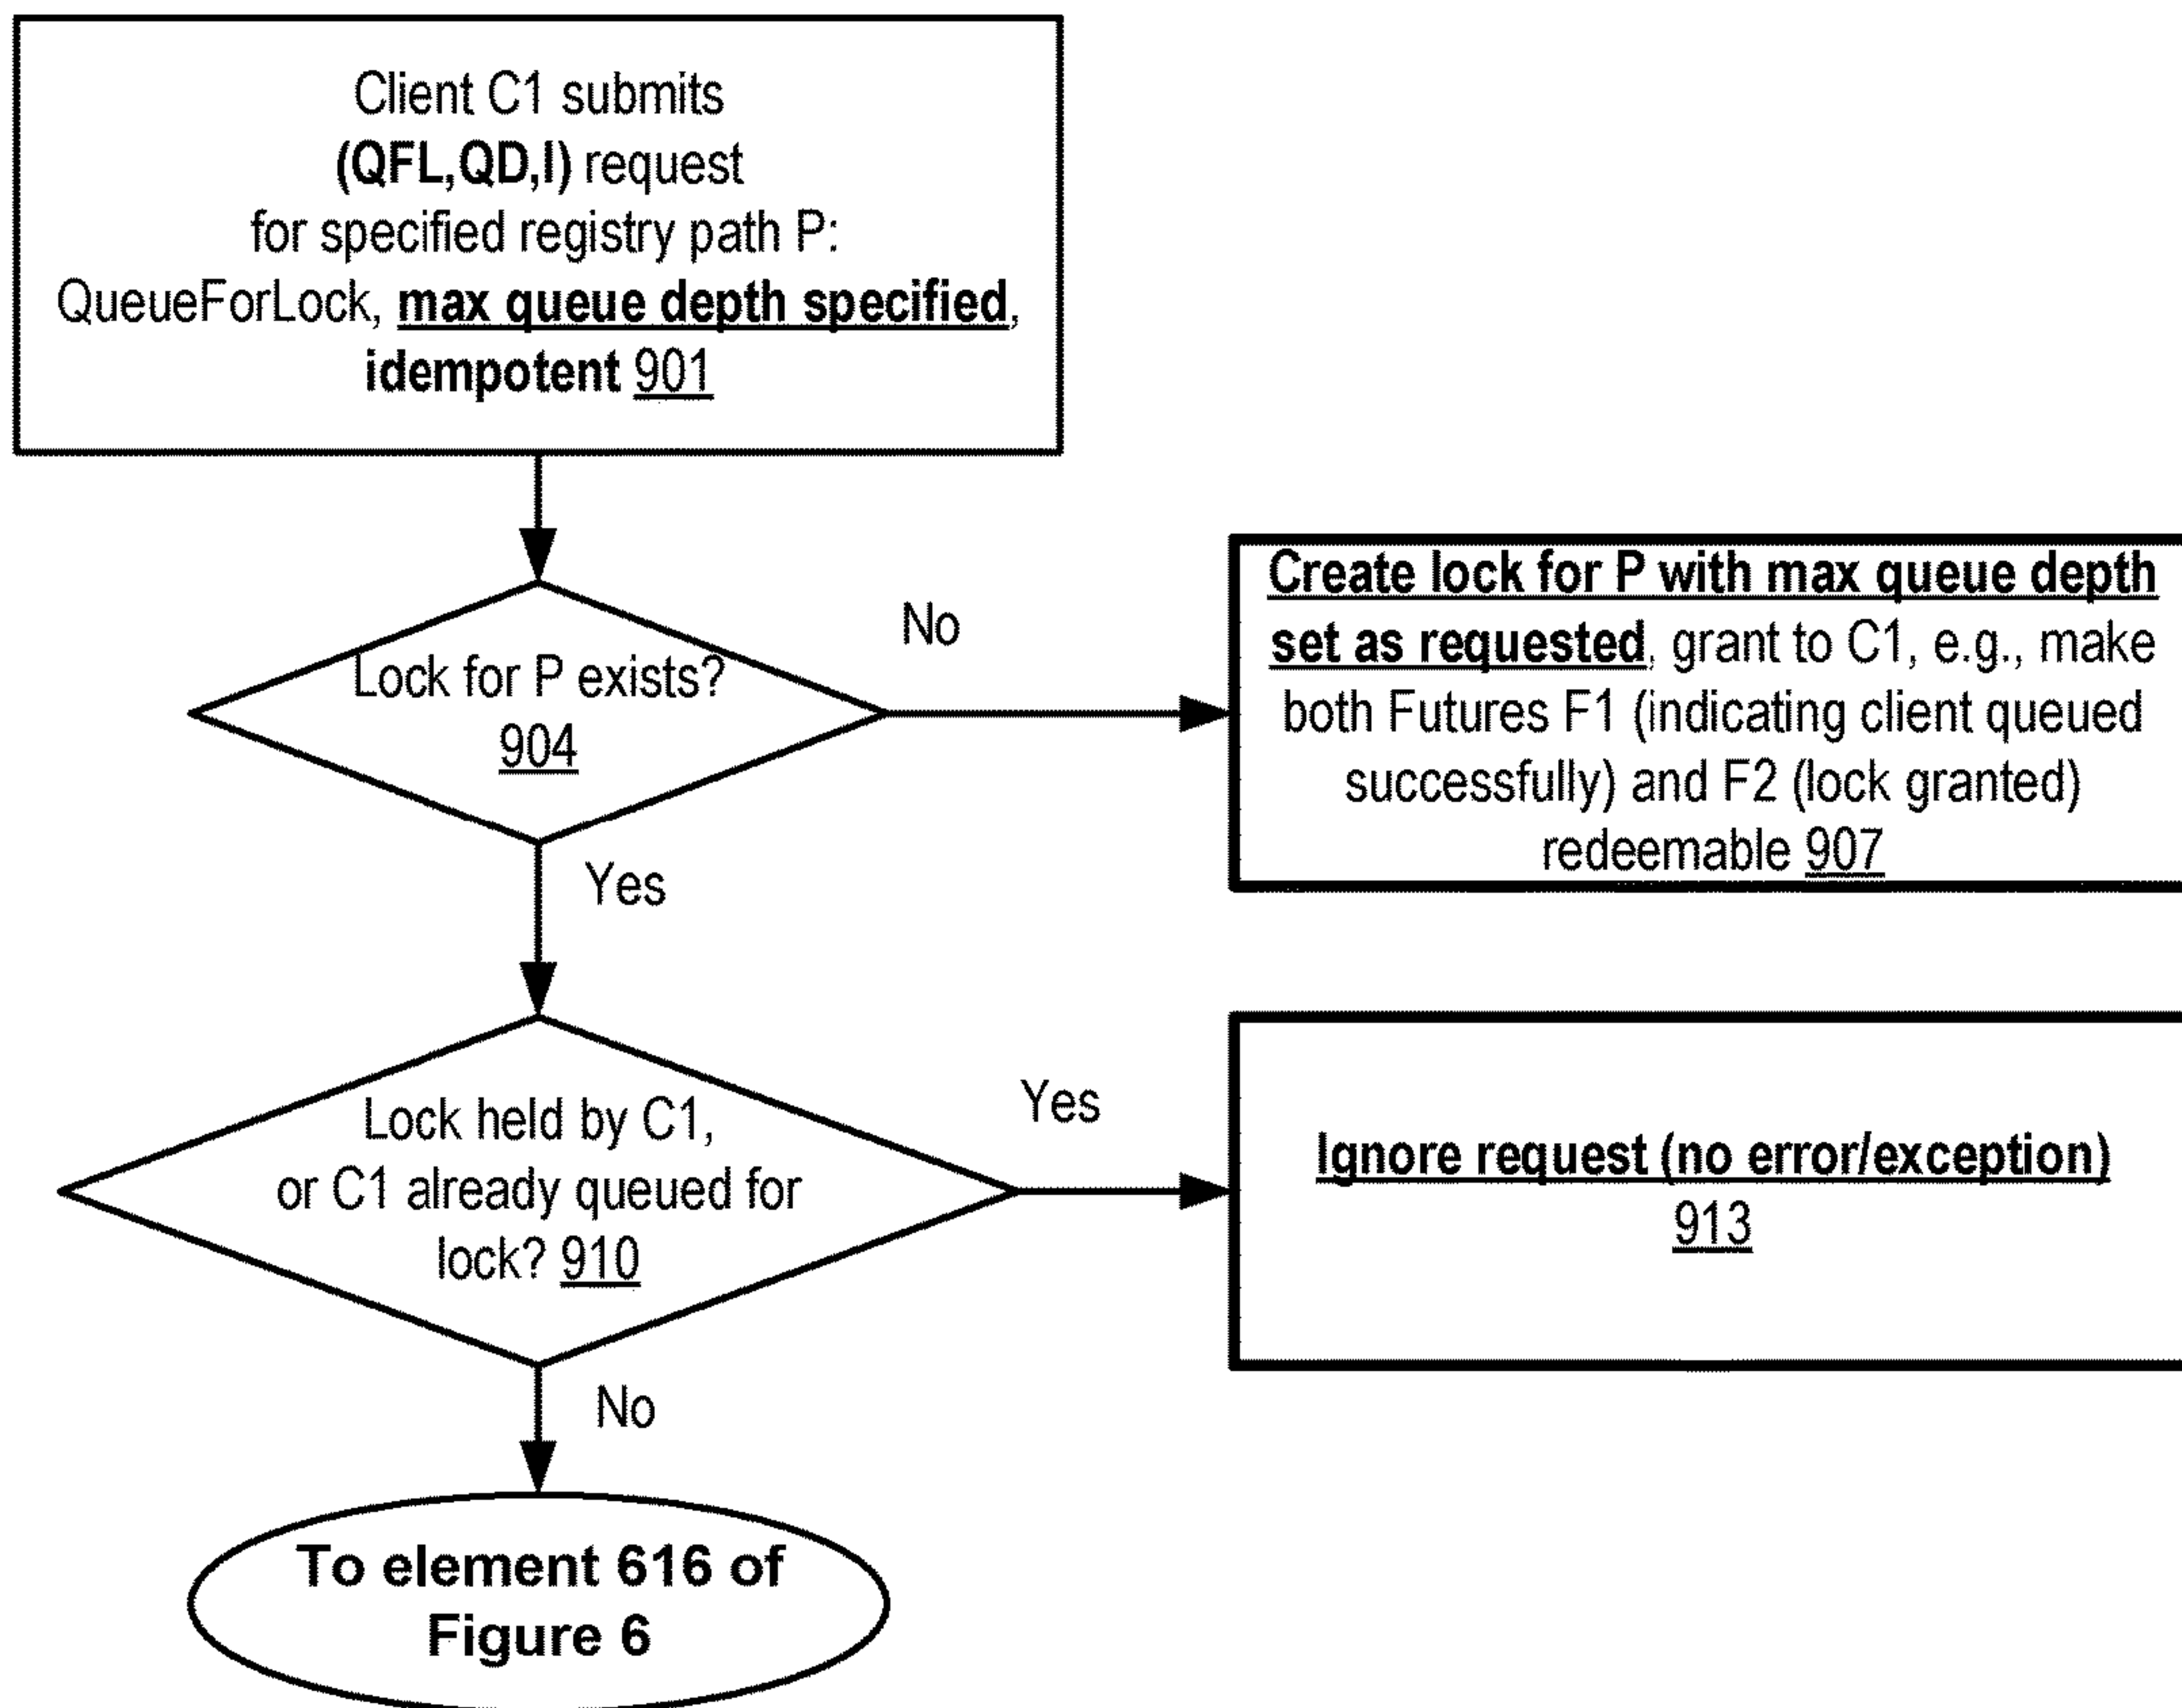 Client C1 submits
(QFL,QD,I) request
for specified registry path P:
QueueForLock, max queue depth specified,
idempotent 901
No
Create lock for P with max queue depth
set as requested, grant to C1, e.g., make
both Futures F1 (indicating client queued
successfully) and F2 (lock granted)
redeemable 907
Lock for P exists?
904
Yes
Lock held by C1,
or C1 already queued for
lock? 910
Yes
Ignore request (no error/exception)
913
No
To element 616 of
Figure 6